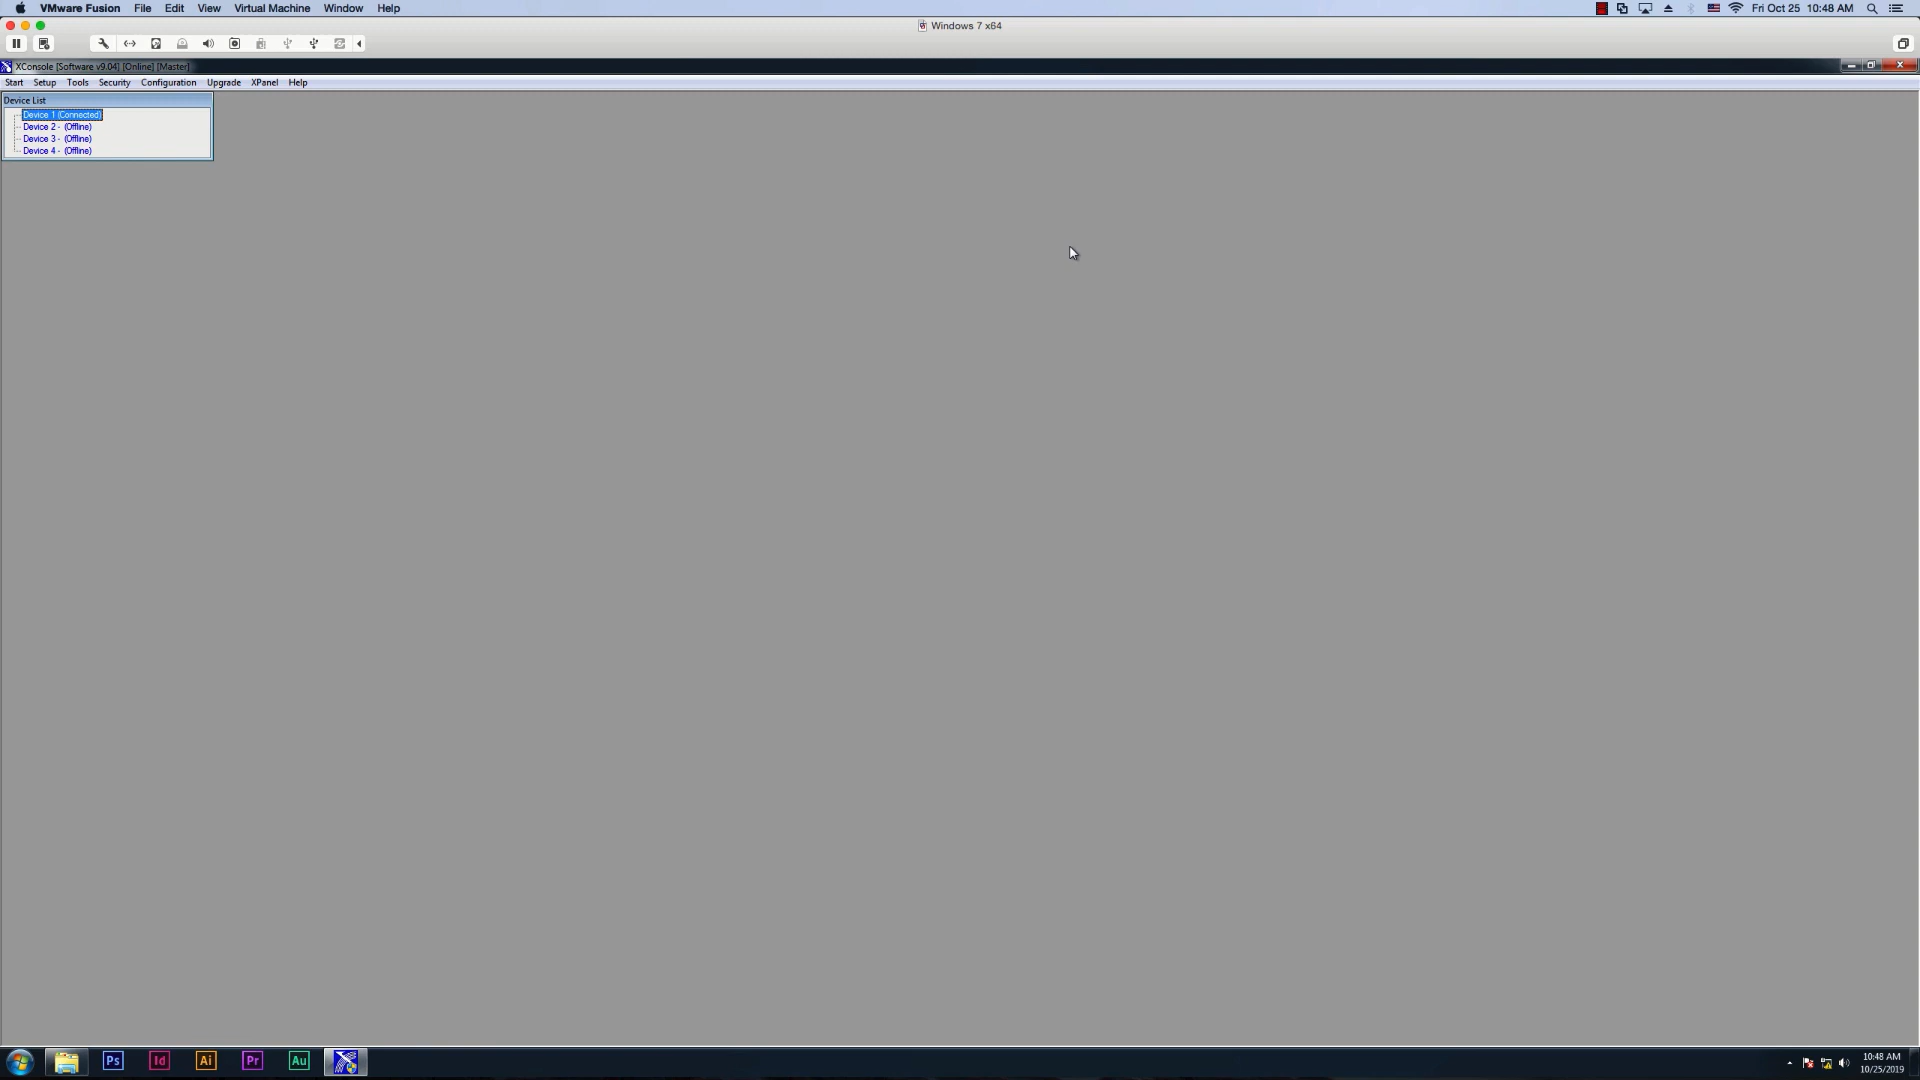 VMware Fusion File Edit View Virtual Machine Window Help Fri Oct 25 10:48 AM
Windows 7 x64
XConsole [Software v9.04] [Online] [Master]
Start Setup Tools Security Configuration Upgrade XPanel Help
Device List
Device 1 (Connected)
Device 2 - (Offline)
Device 3 - (Offline)
Device 4 - (Offline)
Ps Id Ai Pr Au
10:48 AM
10/25/2019